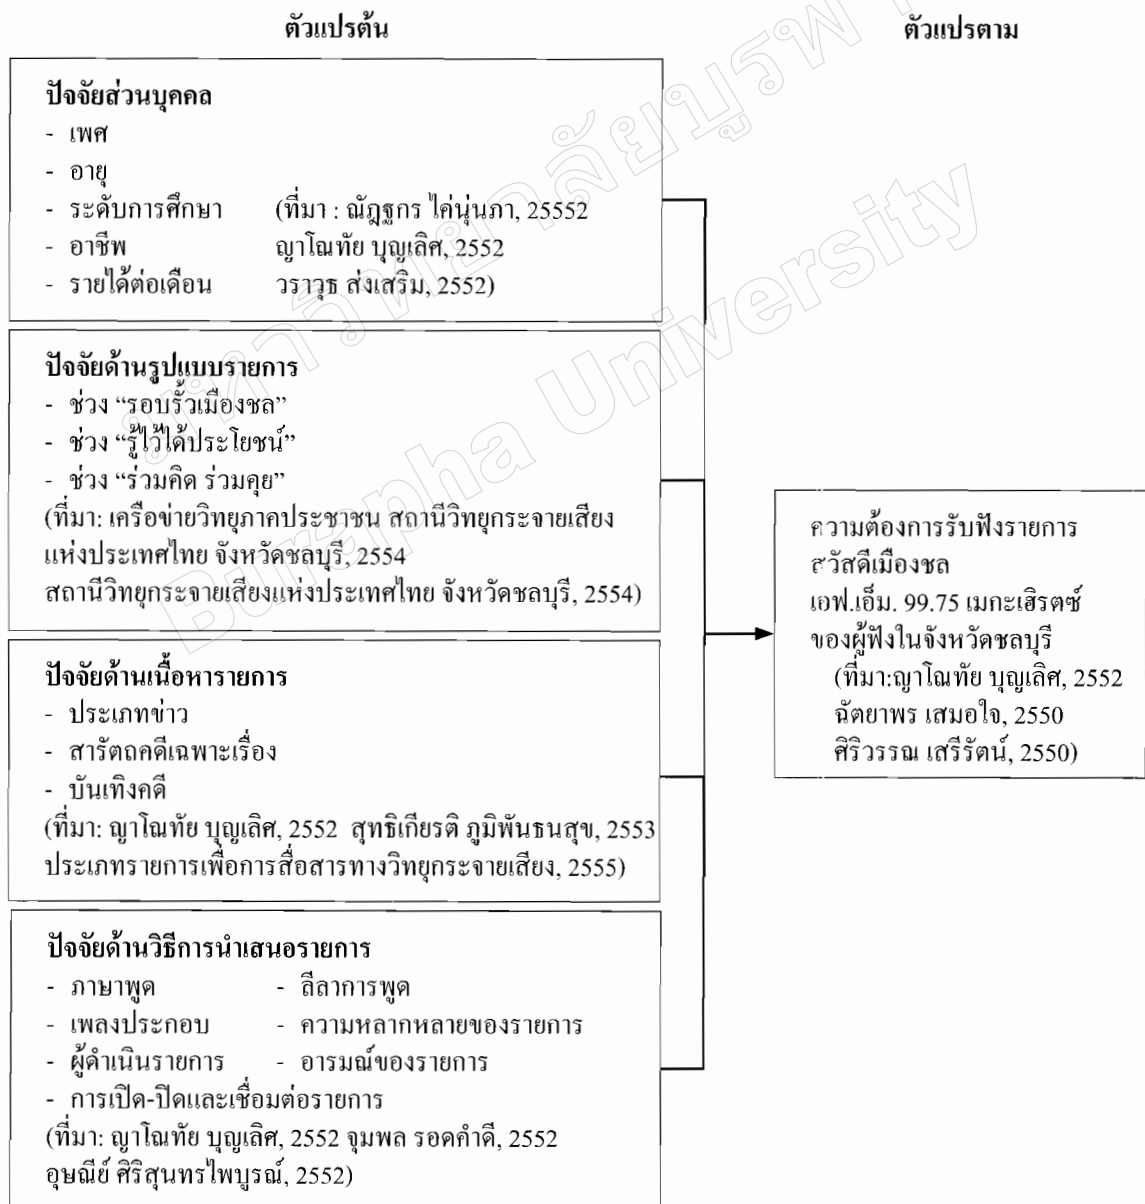 ตัวแปรต้น
ตัวแปรตาม
ปัจจัยส่วนบุคคล
- เพศ
- อายุ
- ระดับการศึกษา (ที่มา : ณัฎฐกร ไค่นุ่นภา, 25552
- อาชีพ ญาโณทัย บุญเลิศ, 2552
- รายได้ต่อเดือน วราวุธ ส่งเสริม, 2552)
ปัจจัยด้านรูปแบบรายการ
- ช่วง “รอบรั้วเมืองชล”
- ช่วง “รู้ไว้ได้ประโยชน์”
- ช่วง “ร่วมคิด ร่วมคุย”
(ที่มา: เครือข่ายวิทยุภาคประชาชน สถานีวิทยุกระจายเสียง
แห่งประเทศไทย จังหวัดชลบุรี, 2554
สถานีวิทยุกระจายเสียงแห่งประเทศไทย จังหวัดชลบุรี, 2554)
ปัจจัยด้านเนื้อหารายการ
- ประเภทข่าว
- สารัตถคดีเฉพาะเรื่อง
- บันเทิงคดี
(ที่มา: ญาโณทัย บุญเลิศ, 2552 สุทธิเกียรติ ภูมิพันธนสุข, 2553
ประเภทรายการเพื่อการสื่อสารทางวิทยุกระจายเสียง, 2555)
ปัจจัยด้านวิธีการนำเสนอรายการ
- ภาษาพูด - ลีลาการพูด
- เพลงประกอบ - ความหลากหลายของรายการ
- ผู้ดำเนินรายการ - อารมณ์ของรายการ
- การเปิด-ปิดและเชื่อมต่อรายการ
(ที่มา: ญาโณทัย บุญเลิศ, 2552 จุมพล รอดคำดี, 2552
อุษณีย์ ศิริสุนทรไพบูรณ์, 2552)
ความต้องการรับฟังรายการ
สวัสดีเมืองชล
เอฟ.เอ็ม. 99.75 เมกะเฮิรตซ์
ของผู้ฟังในจังหวัดชลบุรี
(ที่มา:ญาโณทัย บุญเลิศ, 2552
ฉัตยาพร เสมอใจ, 2550
ศิริวรรณ เสรีรัตน์, 2550)
มหาวิทยาลัยบูรพา
Burapha University